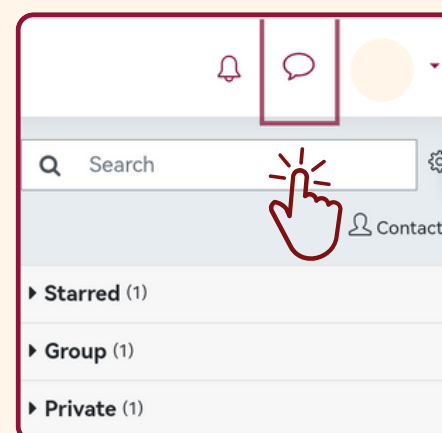 Search
Contact
Starred (1)
Group (1)
Private (1)